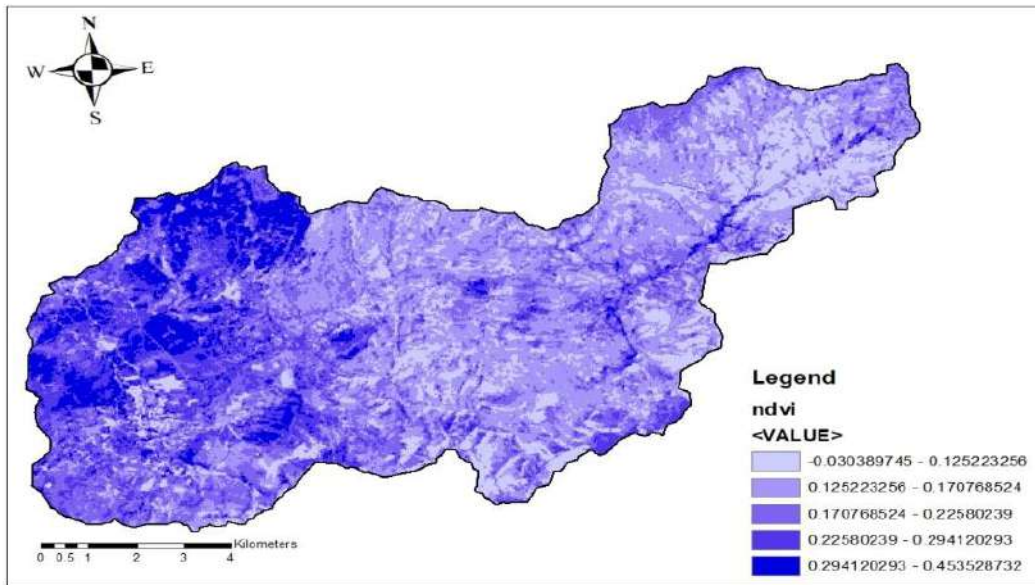 N
W E
S
Legend
ndvi
<VALUE>
-0.030389745 - 0.125223256
0.125223256 - 0.170768524
0.170768524 - 0.22580239
0.22580239 - 0.294120293
0.294120293 - 0.453528732
Kilometers
0 0.5 1 2 3 4